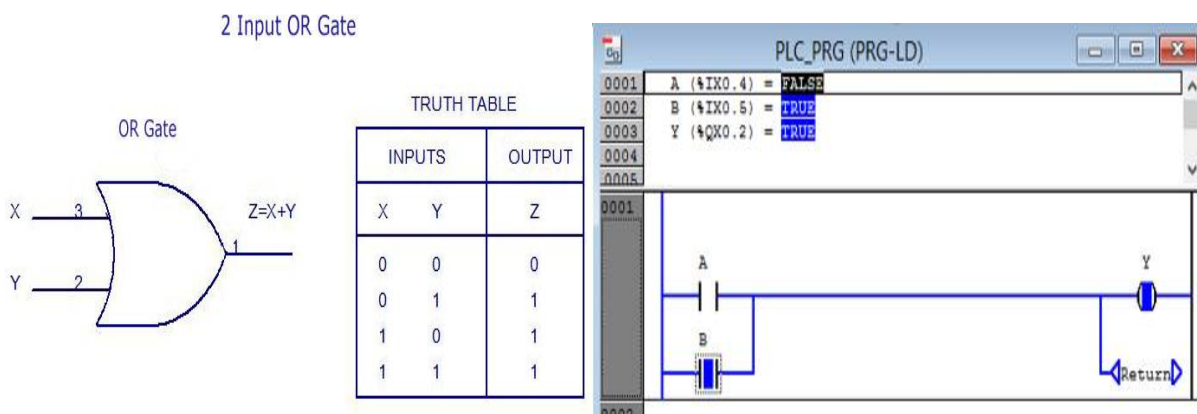 2 Input OR Gate
OR Gate
X 3 Z=X+Y
1
Y 2
TRUTH TABLE
INPUTS OUTPUT
X Y Z
0 0 0
0 1 1
1 0 1
1 1 1
PLC_PRG (PRG-LD)
0001 A (%IX0.4) = FALSE
0002 B (%IX0.5) = TRUE
0003 Y (%QX0.2) = TRUE
0004
0005
0001
A Y
B
Return